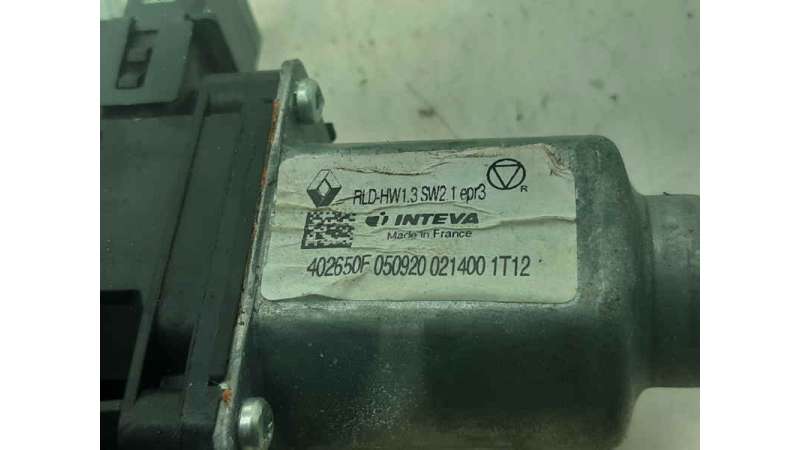 RLD-HW1.3 SW2.1 epr3
R
INTEVA
Made in France
402650F 050920 021400 1T12